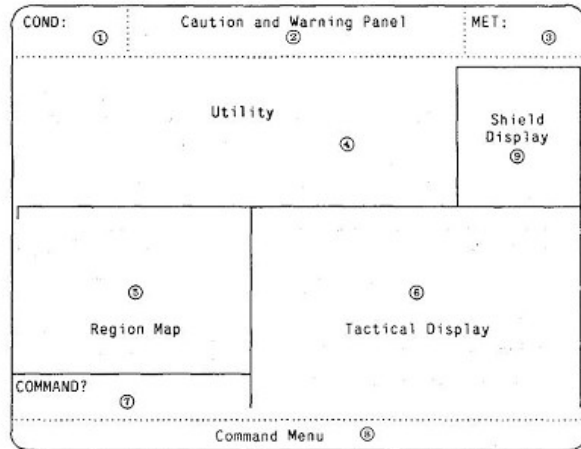 COND: Caution and Warning Panel MET:
① ② ③
Utility
④
Shield
Display
⑨
⑤ ⑥
Region Map Tactical Display
COMMAND?
⑦
Command Menu ⑧